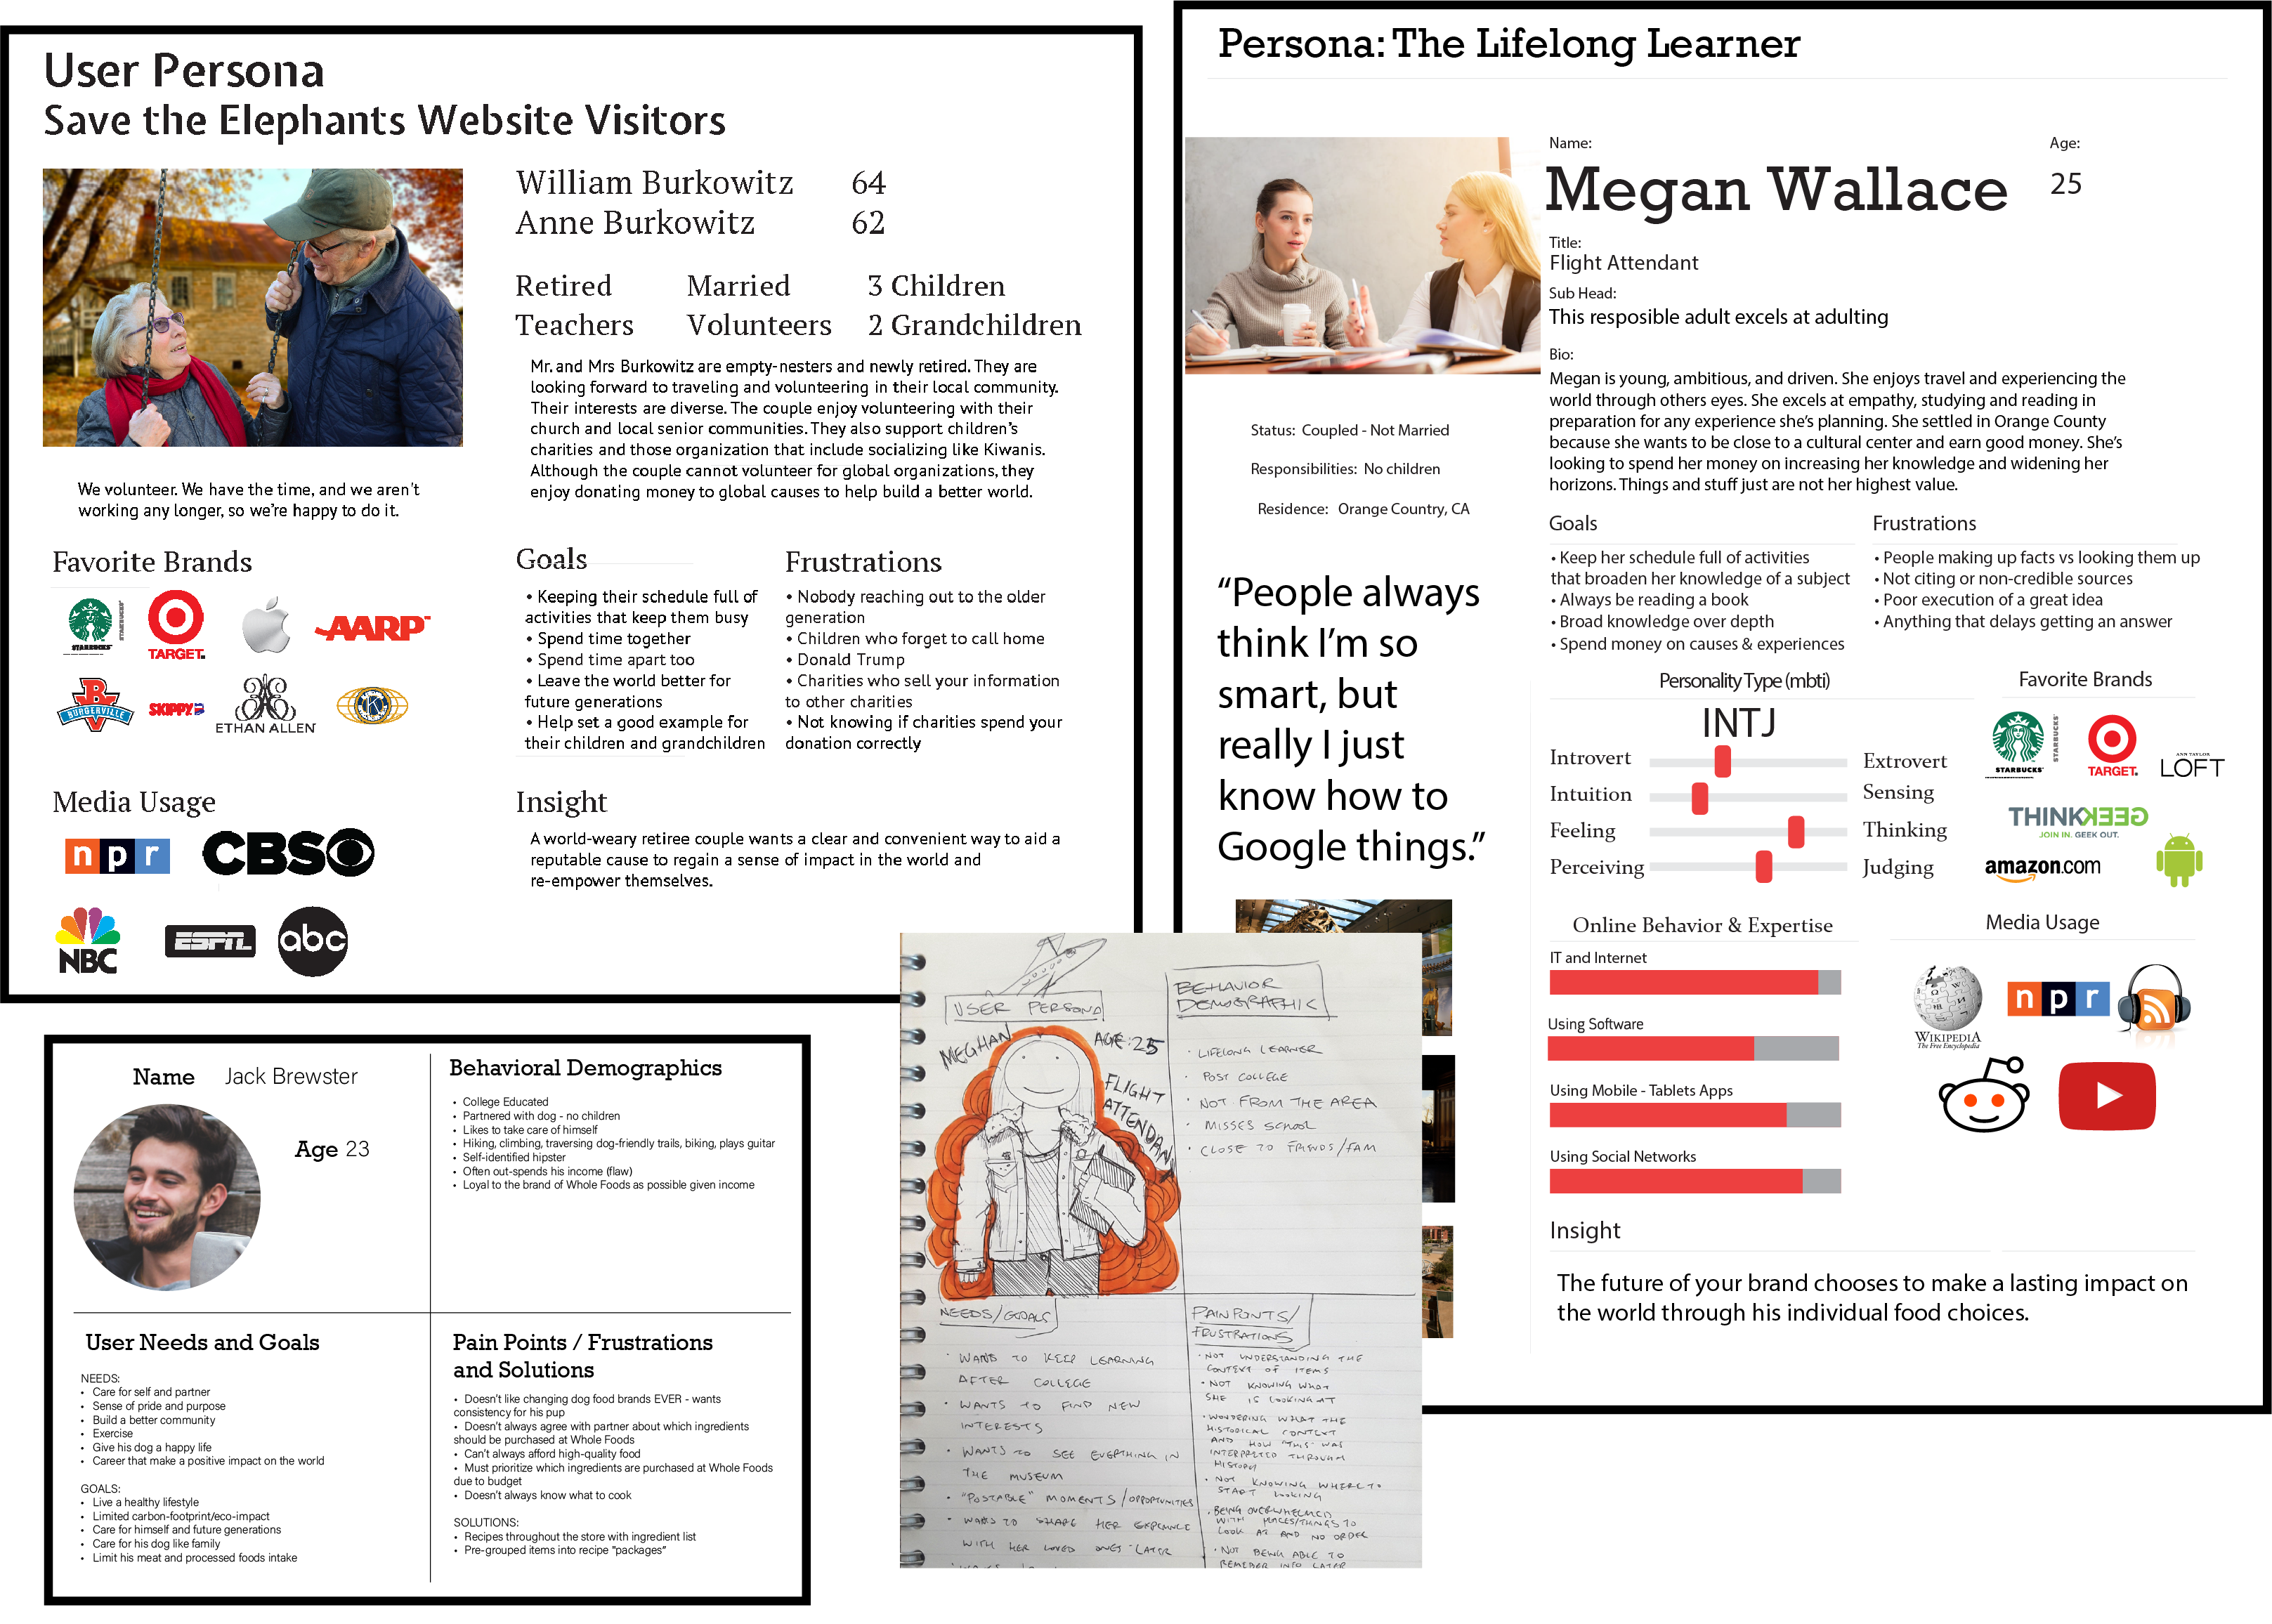 User Persona
Save the Elephants Website Visitors
William Burkowitz 64
Anne Burkowitz 62
Retired Married 3 Children
Teachers Volunteers 2 Grandchildren
Mr. and Mrs Burkowitz are empty-nesters and newly retired. They are
looking forward to traveling and volunteering in their local community.
Their interests are diverse. The couple enjoy volunteering with their
church and local senior communities. They also support children's
charities and those organization that include socializing like Kiwanis.
Although the couple cannot volunteer for global organizations, they
enjoy donating money to global causes to help build a better world.
We volunteer. We have the time, and we aren't
working any longer, so we're happy to do it.
Favorite Brands
STARBUCKS
STARBUCKS
TARGET.
AARP
B
BURGERVILLE
SKIPPY
ETHAN ALLEN
K
Goals
• Keeping their schedule full of
activities that keep them busy
• Spend time together
• Spend time apart too
• Leave the world better for
future generations
• Help set a good example for
their children and grandchildren
Frustrations
• Nobody reaching out to the older
generation
• Children who forget to call home
• Donald Trump
• Charities who sell your information
to other charities
• Not knowing if charities spend your
donation correctly
Media Usage
npr
CBS
NBC
ESPN
abc
Insight
A world-weary retiree couple wants a clear and convenient way to aid a
reputable cause to regain a sense of impact in the world and
re-empower themselves.
Persona: The Lifelong Learner
Name: Age:
Megan Wallace 25
Title:
Flight Attendant
Sub Head:
This resposible adult excels at adulting
Bio:
Megan is young, ambitious, and driven. She enjoys travel and experiencing the
world through others eyes. She excels at empathy, studying and reading in
preparation for any experience she's planning. She settled in Orange County
because she wants to be close to a cultural center and earn good money. She's
looking to spend her money on increasing her knowledge and widening her
horizons. Things and stuff just are not her highest value.
Status: Coupled - Not Married
Responsibilities: No children
Residence: Orange Country, CA
“People always
think I'm so
smart, but
really I just
know how to
Google things.”
Goals
• Keep her schedule full of activities
that broaden her knowledge of a subject
• Always be reading a book
• Broad knowledge over depth
• Spend money on causes & experiences
Frustrations
• People making up facts vs looking them up
• Not citing or non-credible sources
• Poor execution of a great idea
• Anything that delays getting an answer
Personality Type (mbti)
INTJ
Introvert Extrovert
Intuition Sensing
Feeling Thinking
Perceiving Judging
Favorite Brands
STARBUCKS
STARBUCKS
TARGET.
ANN TAYLOR
LOFT
THINKGEEK
JOIN IN. GEEK OUT.
amazon.com
Online Behavior & Expertise
IT and Internet
Using Software
Using Mobile - Tablets Apps
Using Social Networks
Media Usage
WIKIPEDIA
The Free Encyclopedia
npr
Insight
The future of your brand chooses to make a lasting impact on
the world through his individual food choices.
Name Jack Brewster
Age 23
Behavioral Demographics
• College Educated
• Partnered with dog - no children
• Likes to take care of himself
• Hiking, climbing, traversing dog-friendly trails, biking, plays guitar
• Self-identified hipster
• Often out-spends his income (flaw)
• Loyal to the brand of Whole Foods as possible given income
User Needs and Goals
NEEDS:
• Care for self and partner
• Sense of pride and purpose
• Build a better community
• Exercise
• Give his dog a happy life
• Career that make a positive impact on the world
GOALS:
• Live a healthy lifestyle
• Limited carbon-footprint/eco-impact
• Care for himself and future generations
• Care for his dog like family
• Limit his meat and processed foods intake
Pain Points / Frustrations
and Solutions
• Doesn't like changing dog food brands EVER - wants
consistency for his pup
• Doesn't always agree with partner about which ingredients
should be purchased at Whole Foods
• Can't always afford high-quality food
• Must prioritize which ingredients are purchased at Whole Foods
due to budget
• Doesn't always know what to cook
SOLUTIONS:
• Recipes throughout the store with ingredient list
• Pre-grouped items into recipe "packages"
USER PERSONA
MEGHAN
AGE: 25
FLIGHT
ATTENDANT
BEHAVIOR
DEMOGRAPHIC
· LIFELONG LEARNER
· POST COLLEGE
· NOT FROM THE AREA
· MISSES SCHOOL
· CLOSE TO FRIENDS/FAM
NEEDS/GOALS
· WANTS TO KEEP LEARNING
AFTER COLLEGE
· WANTS TO FIND NEW
INTERESTS
· WANTS TO SEE EVERYTHING IN
THE MUSEUM
· "POSTABLE" MOMENTS/OPPORTUNITIES
· WANTS TO SHARE HER EXPERIENCE
WITH HER LOVED ONES LATER
PAIN POINTS/
FRUSTRATIONS
· NOT UNDERSTANDING THE
CONTEXT OF ITEMS
· NOT KNOWING WHAT
SHE IS LOOKING AT
· WONDERING WHAT THE
HISTORICAL CONTEXT
AND HOW "THIS" WAS
INTERPRETED THROUGH
HISTORY
· NOT KNOWING WHERE TO
START LOOKING
· BEING OVERWHELMED
WITH PLACES/THINGS TO
LOOK AT AND NO ORDER
· NOT BEING ABLE TO
REMEMBER INFO LATER